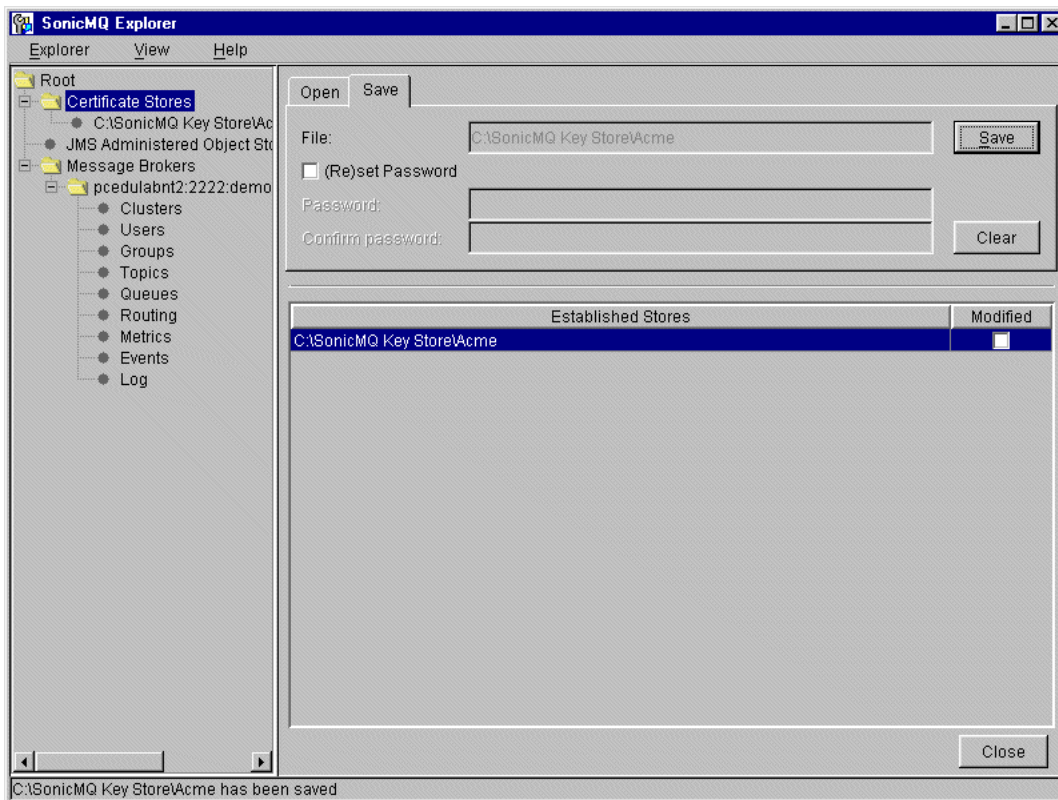 SonicMQ Explorer
Explorer View Help
Root
Certificate Stores
C:\SonicMQ Key Store\Ac
JMS Administered Object Sto
Message Brokers
pcedulabnt2:2222:demo
Clusters
Users
Groups
Topics
Queues
Routing
Metrics
Events
Log
Open Save
File: C:\SonicMQ Key Store\Acme Save
(Re)set Password
Password:
Confirm password: Clear
Established Stores Modified
C:\SonicMQ Key Store\Acme
Close
C:\SonicMQ Key Store\Acme has been saved